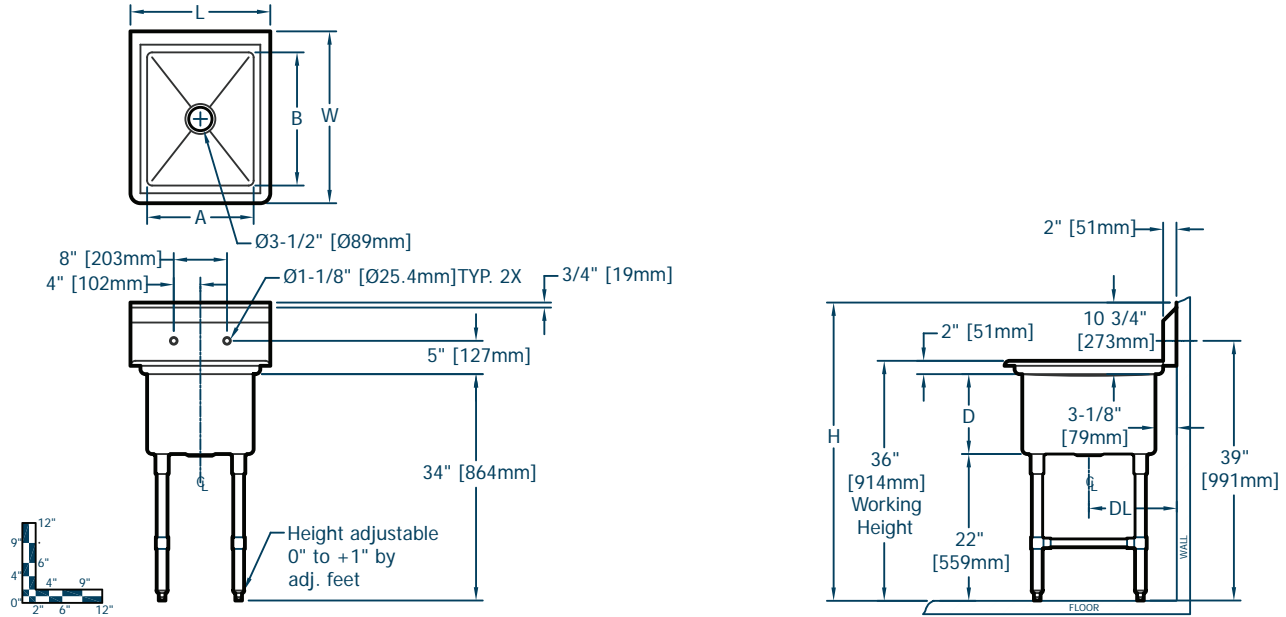 L
B
W
A
Ø3-1/2" [Ø89mm]
8" [203mm]
4" [102mm]
Ø1-1/8" [Ø25.4mm]TYP. 2X
3/4" [19mm]
5" [127mm]
34" [864mm]
CL
Height adjustable
0" to +1" by
adj. feet
12"
9"
6"
4"
0"
4"
9"
2"
6"
12"
2" [51mm]
10 3/4"
[273mm]
2" [51mm]
H
D
3-1/8"
[79mm]
36"
[914mm]
Working
Height
39"
[991mm]
CL
DL
22"
[559mm]
WALL
FLOOR